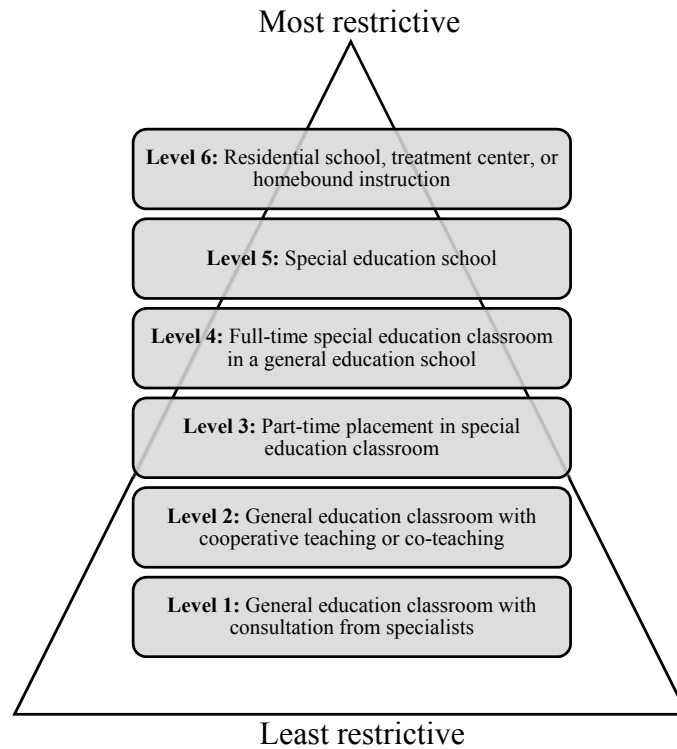 Most restrictive
Level 6: Residential school, treatment center, or
homebound instruction
Level 5: Special education school
Level 4: Full-time special education classroom
in a general education school
Level 3: Part-time placement in special
education classroom
Level 2: General education classroom with
cooperative teaching or co-teaching
Level 1: General education classroom with
consultation from specialists
Least restrictive